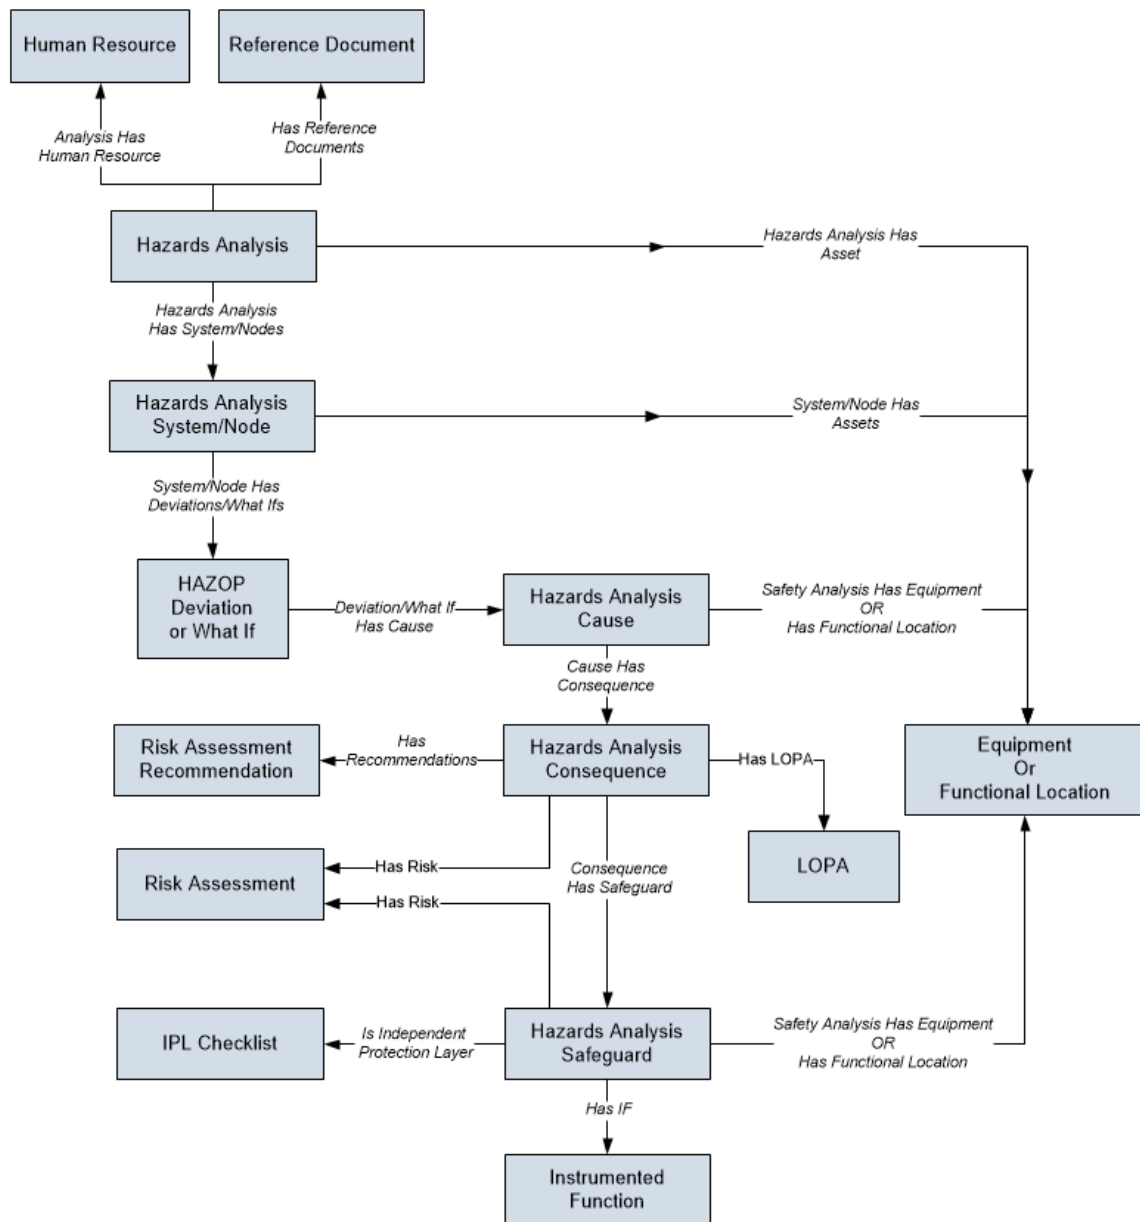 Human Resource
Reference Document
Analysis Has
Human Resource
Has Reference
Documents
Hazards Analysis
Hazards Analysis Has
Asset
Hazards Analysis
Has System/Nodes
Hazards Analysis
System/Node
System/Node Has
Assets
System/Node Has
Deviations/What Ifs
HAZOP
Deviation
or What If
Deviation/What If
Has Cause
Hazards Analysis
Cause
Safety Analysis Has Equipment
OR
Has Functional Location
Cause Has
Consequence
Risk Assessment
Recommendation
Has
Recommendations
Hazards Analysis
Consequence
Has LOPA
Equipment
Or
Functional Location
LOPA
Risk Assessment
Has Risk
Has Risk
Consequence
Has Safeguard
IPL Checklist
Is Independent
Protection Layer
Hazards Analysis
Safeguard
Safety Analysis Has Equipment
OR
Has Functional Location
Has IF
Instrumented
Function